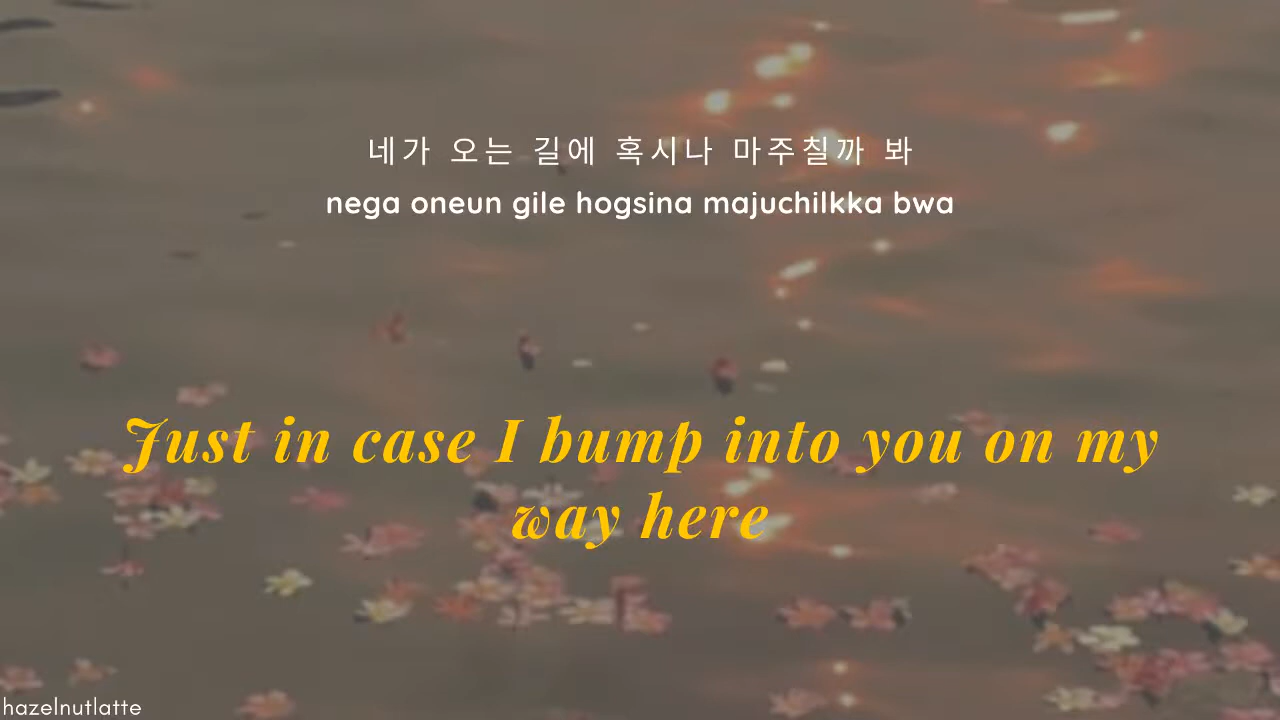 네가 오는 길에 혹시나 마주칠까 봐
nega oneun gile hogsina majuchilkka bwa
Just in case I bump into you on my
way here
hazelnutlatte